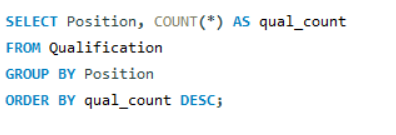 SELECT Position, COUNT(*) AS qual_count
FROM Qualification
GROUP BY Position
ORDER BY qual_count DESC;